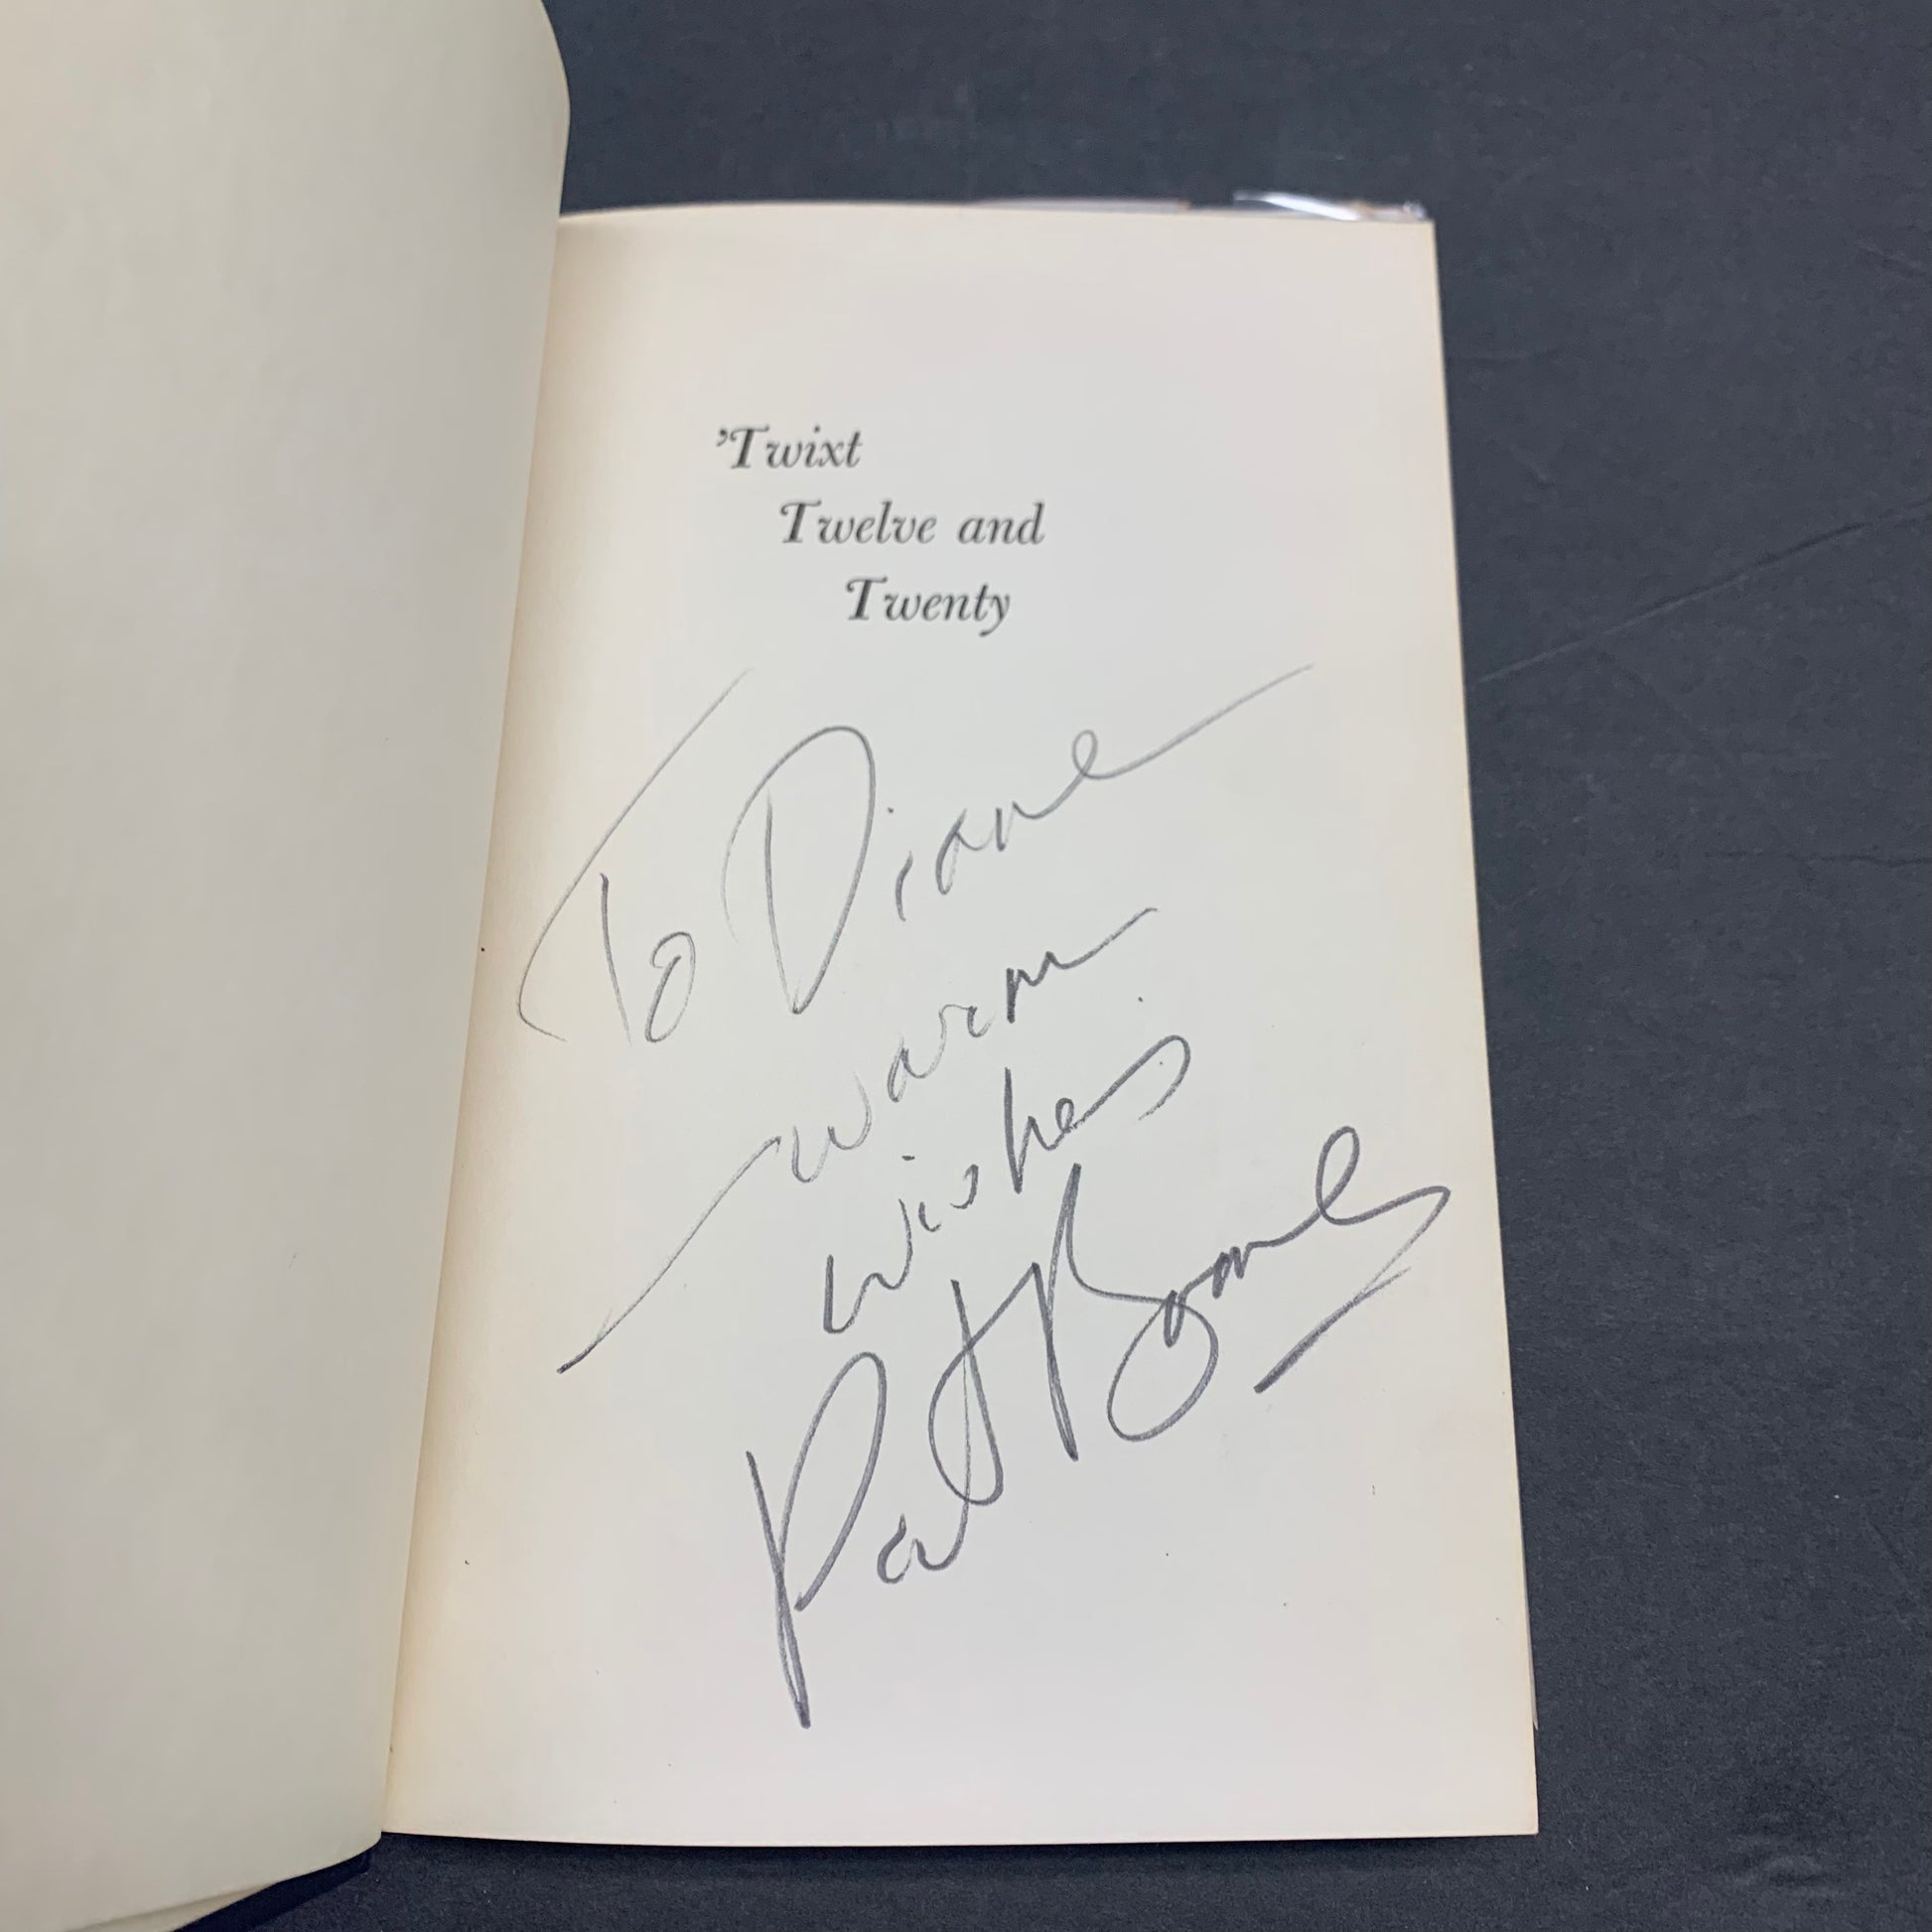 ’Twixt
Twelve and
Twenty
To Diane
warm
wishes
Pat Boone